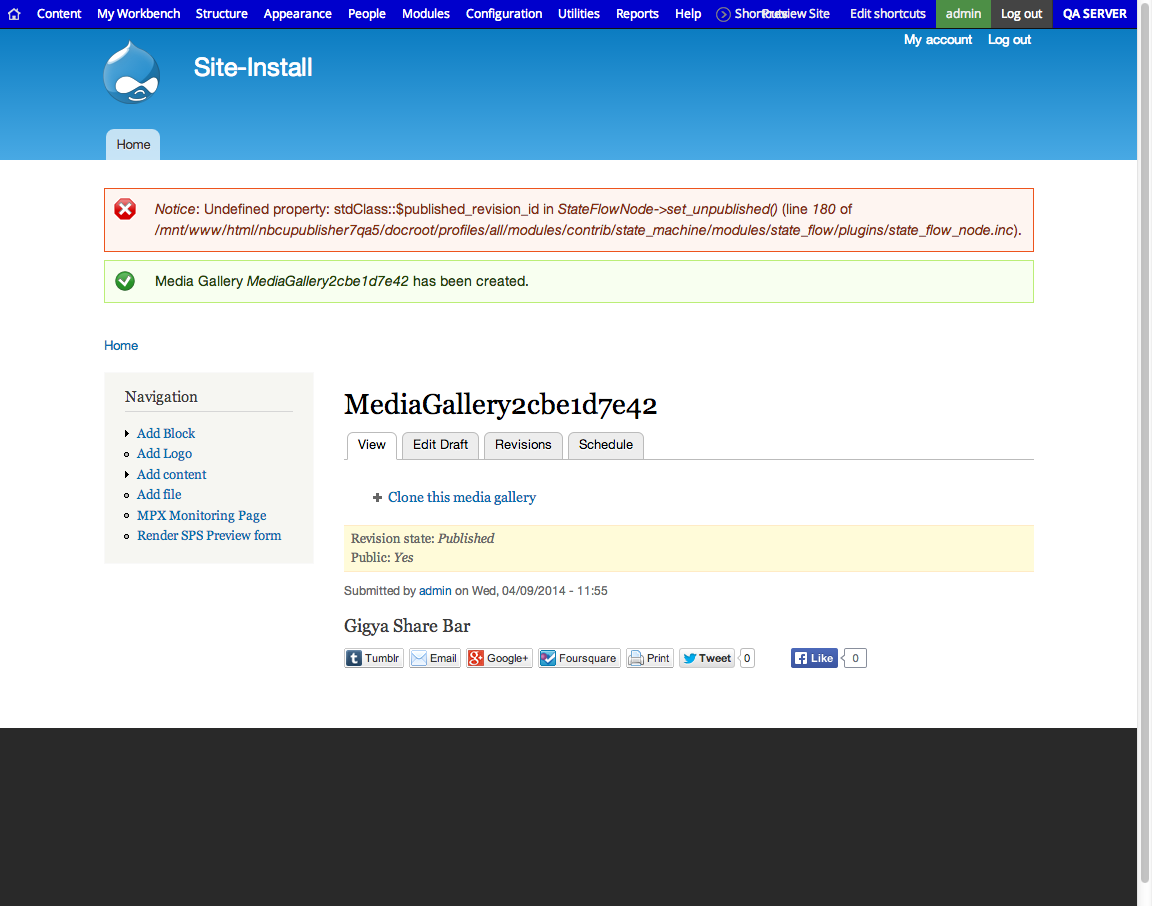 Content My Workbench Structure Appearance People Modules Configuration Utilities Reports Help Shortcuts Preview Site Edit shortcuts admin Log out QA SERVER
My account Log out
Site-Install
Home
Notice: Undefined property: stdClass::$published_revision_id in StateFlowNode->set_unpublished() (line 180 of
/mnt/www/html/nbcupublisher7qa5/docroot/profiles/all/modules/contrib/state_machine/modules/state_flow/plugins/state_flow_node.inc).
Media Gallery MediaGallery2cbe1d7e42 has been created.
Home
Navigation
Add Block
Add Logo
Add content
Add file
MPX Monitoring Page
Render SPS Preview form
MediaGallery2cbe1d7e42
View Edit Draft Revisions Schedule
Clone this media gallery
Revision state: Published
Public: Yes
Submitted by admin on Wed, 04/09/2014 - 11:55
Gigya Share Bar
Tumblr Email Google+ Foursquare Print Tweet 0 Like 0